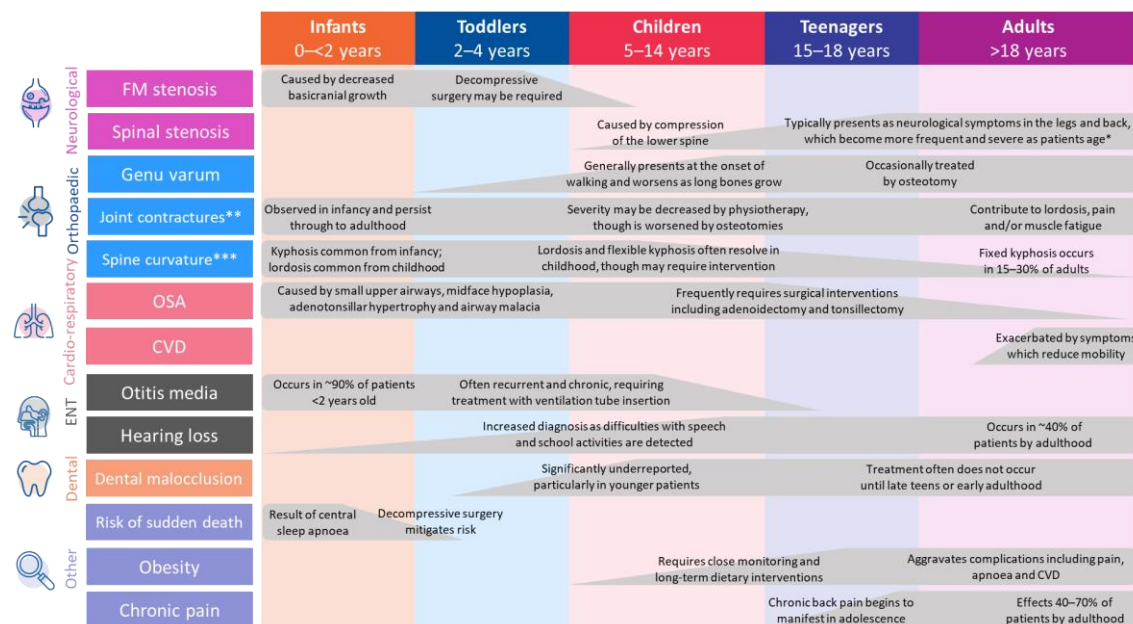 Infants
0–<2 years
Toddlers
2–4 years
Children
5–14 years
Teenagers
15–18 years
Adults
>18 years
Neurological
FM stenosis
Caused by decreased
basicranial growth
Decompressive
surgery may be required
Spinal stenosis
Caused by compression
of the lower spine
Typically presents as neurological symptoms in the legs and back,
which become more frequent and severe as patients age*
Orthopaedic
Genu varum
Generally presents at the onset of
walking and worsens as long bones grow
Occasionally treated
by osteotomy
Joint contractures**
Observed in infancy and persist
through to adulthood
Severity may be decreased by physiotherapy,
though is worsened by osteotomies
Contribute to lordosis, pain
and/or muscle fatigue
Spine curvature***
Kyphosis common from infancy;
lordosis common from childhood
Lordosis and flexible kyphosis often resolve in
childhood, though may require intervention
Fixed kyphosis occurs
in 15–30% of adults
Cardio-respiratory
OSA
Caused by small upper airways, midface hypoplasia,
adenotonsillar hypertrophy and airway malacia
Frequently requires surgical interventions
including adenoidectomy and tonsillectomy
CVD
Exacerbated by symptoms
which reduce mobility
ENT
Otitis media
Occurs in ~90% of patients
<2 years old
Often recurrent and chronic, requiring
treatment with ventilation tube insertion
Hearing loss
Increased diagnosis as difficulties with speech
and school activities are detected
Occurs in ~40% of
patients by adulthood
Dental
Dental malocclusion
Significantly underreported,
particularly in younger patients
Treatment often does not occur
until late teens or early adulthood
Other
Risk of sudden death
Result of central
sleep apnoea
Decompressive surgery
mitigates risk
Obesity
Requires close monitoring and
long-term dietary interventions
Aggravates complications including pain,
apnoea and CVD
Chronic pain
Chronic back pain begins to
manifest in adolescence
Effects 40–70% of
patients by adulthood